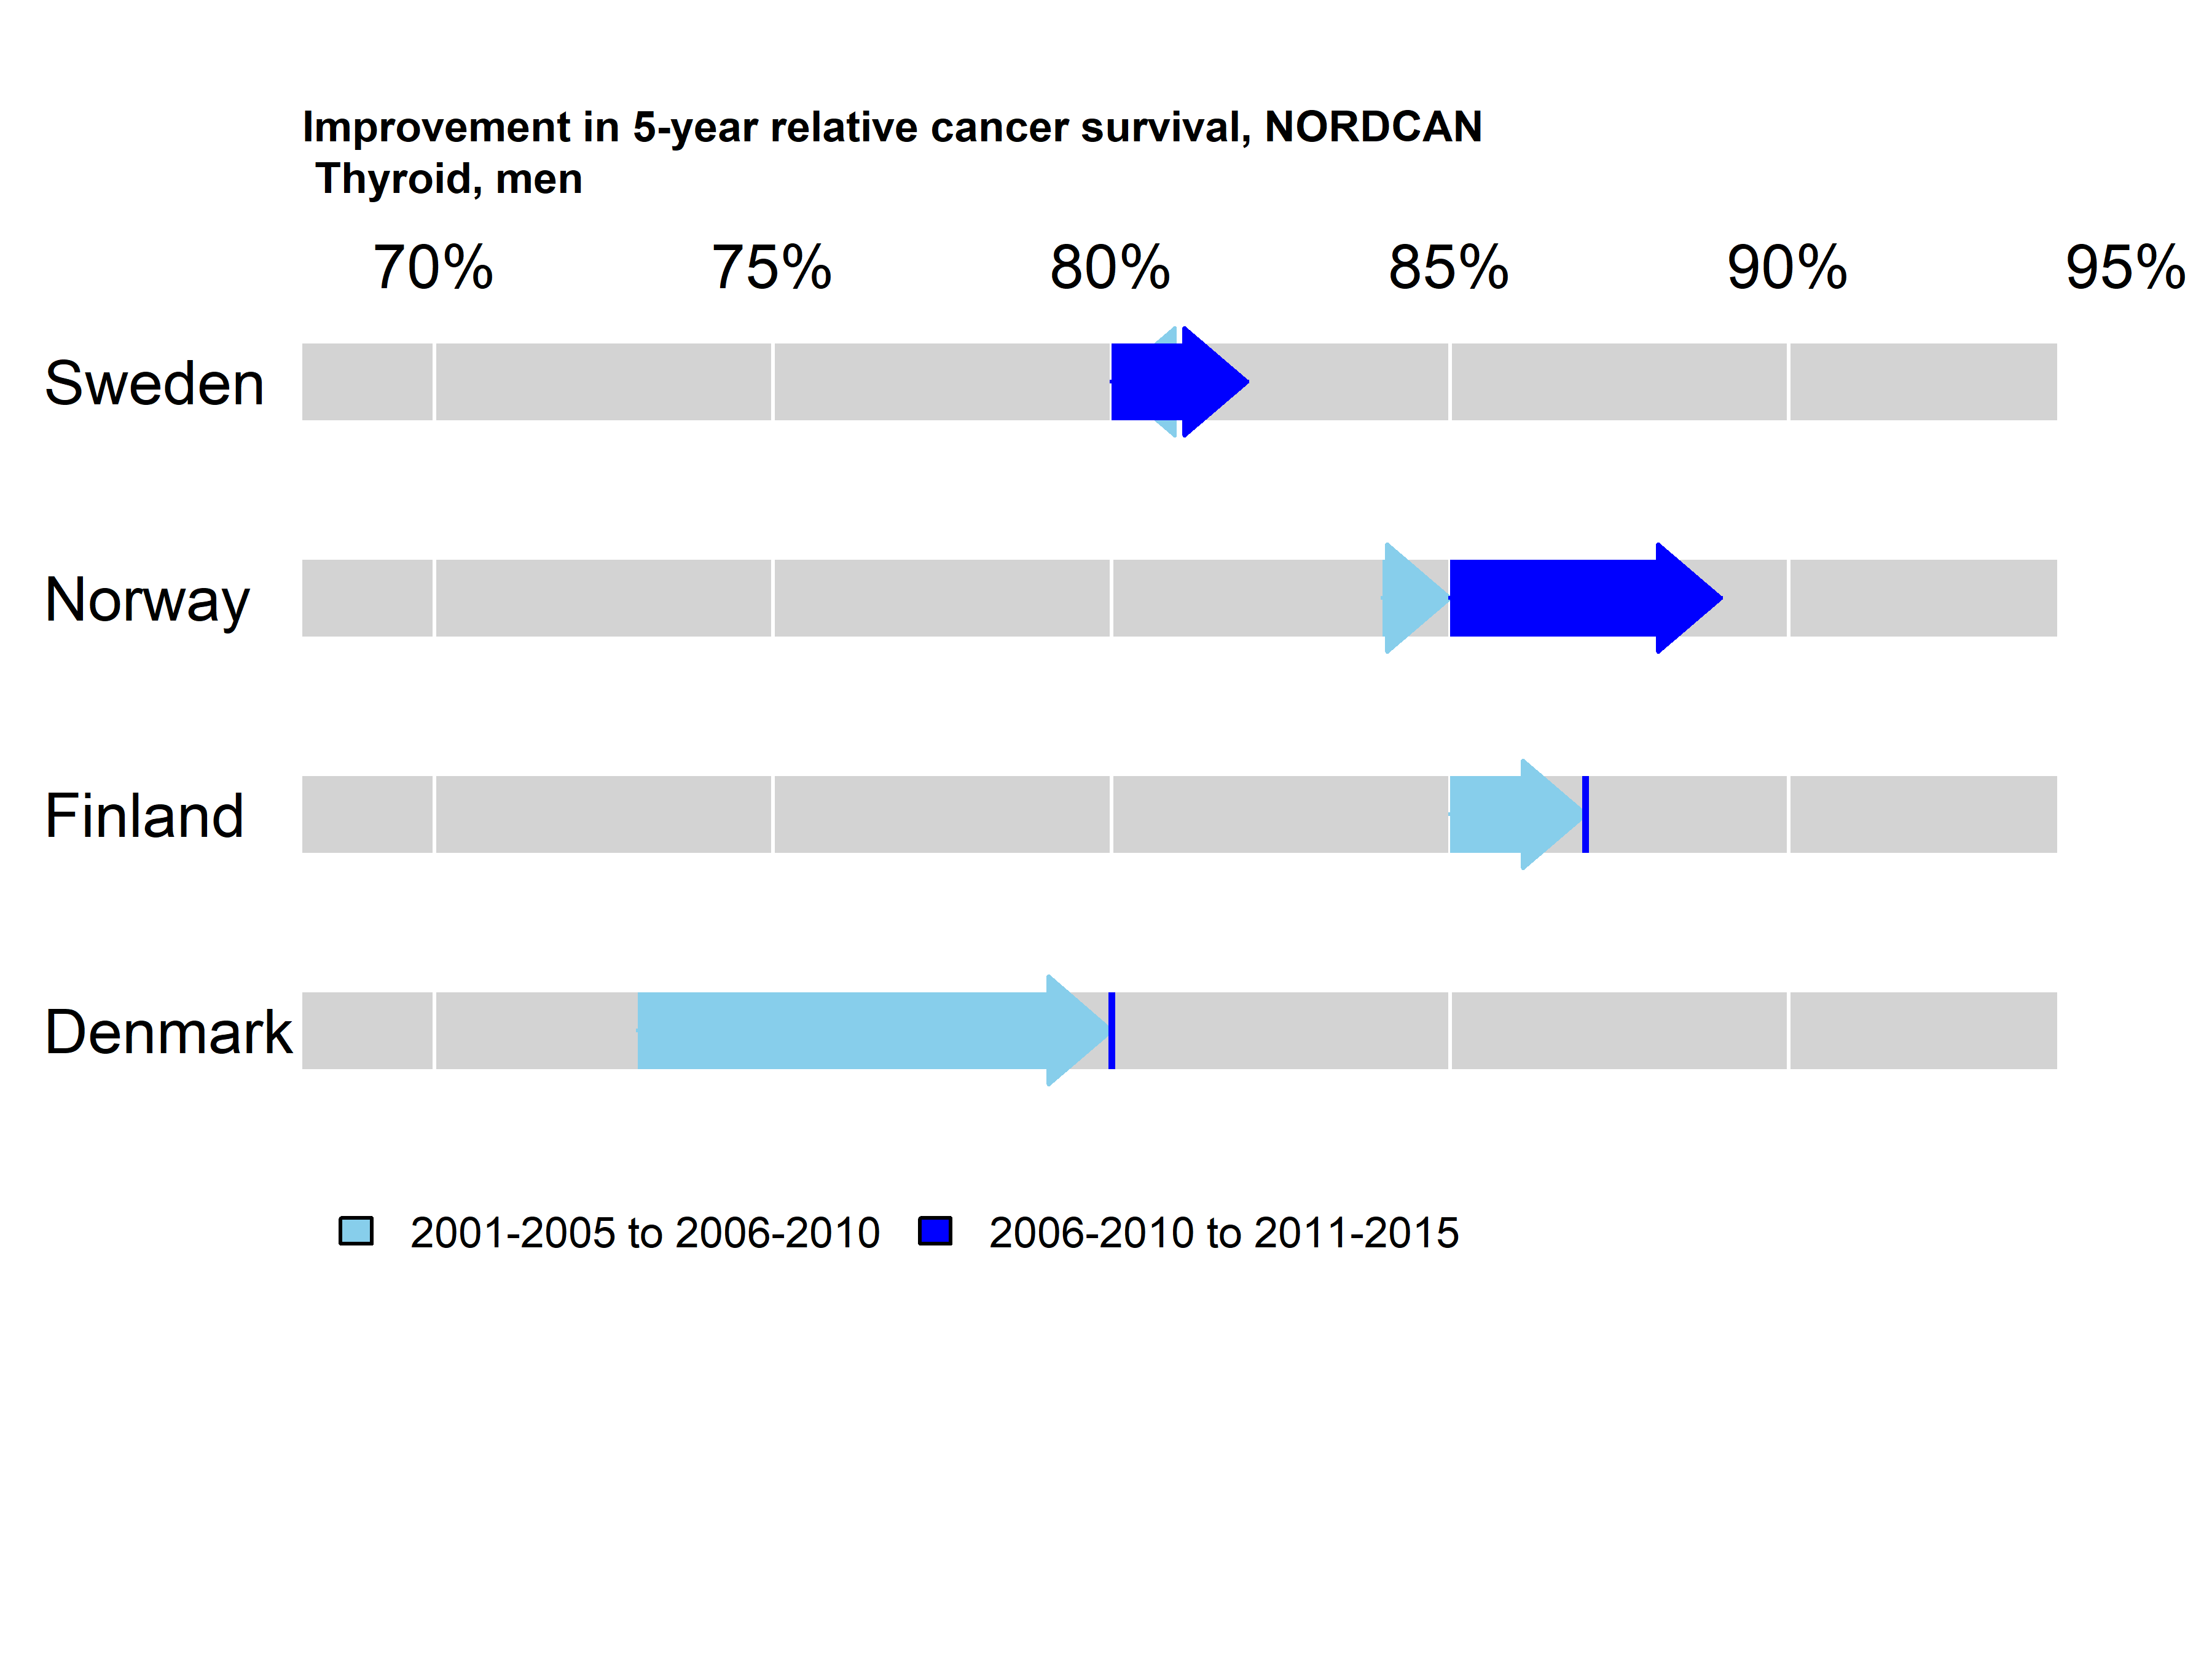 Improvement in 5-year relative cancer survival, NORDCAN
Thyroid, men
70% 75% 80% 85% 90% 95%
Sweden
Norway
Finland
Denmark
2001-2005 to 2006-2010 2006-2010 to 2011-2015